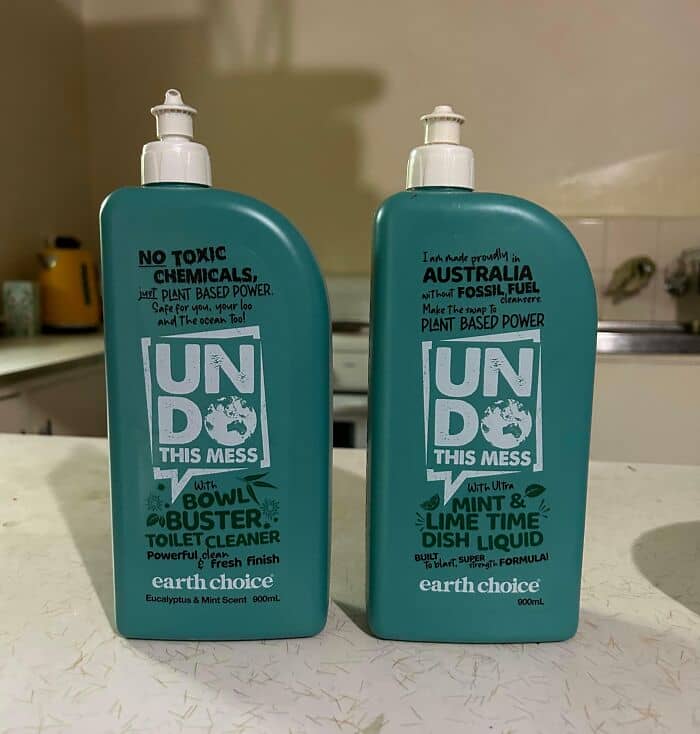 NO TOXIC
CHEMICALS,
just PLANT BASED POWER.
Safe for you, your loo
and the ocean too!
UN
DO
THIS MESS
With
BOWL
BUSTER
TOILET CLEANER
Powerful clean
& fresh finish
earth choice
Eucalyptus & Mint Scent 900mL
I am made proudly in
AUSTRALIA
without FOSSIL FUEL
cleansers.
Make the swap to
PLANT BASED POWER
UN
DO
THIS MESS
With Ultra
MINT &
LIME TIME
DISH LIQUID
BUILT to blast, SUPER strength FORMULA!
earth choice
900mL